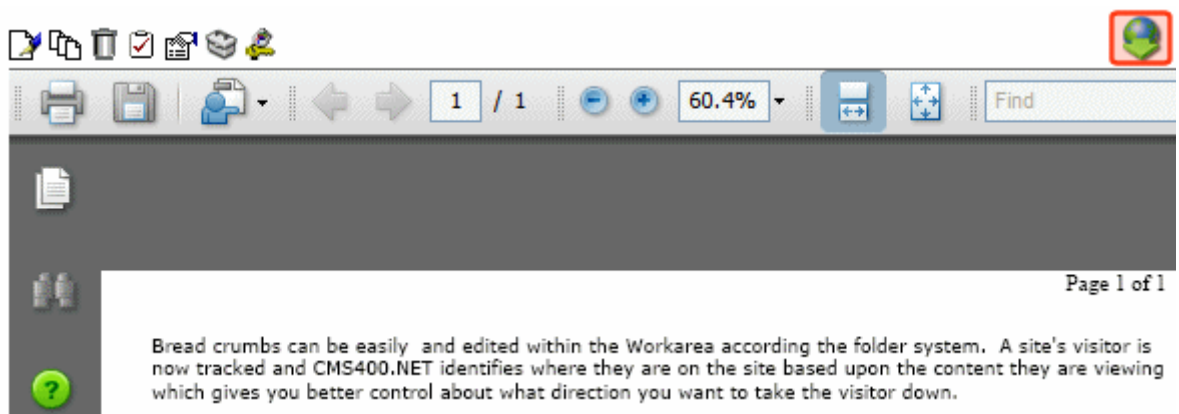 1 / 1 60.4% Find
Page 1 of 1
Bread crumbs can be easily and edited within the Workarea according the folder system. A site's visitor is
now tracked and CMS400.NET identifies where they are on the site based upon the content they are viewing
which gives you better control about what direction you want to take the visitor down.
?